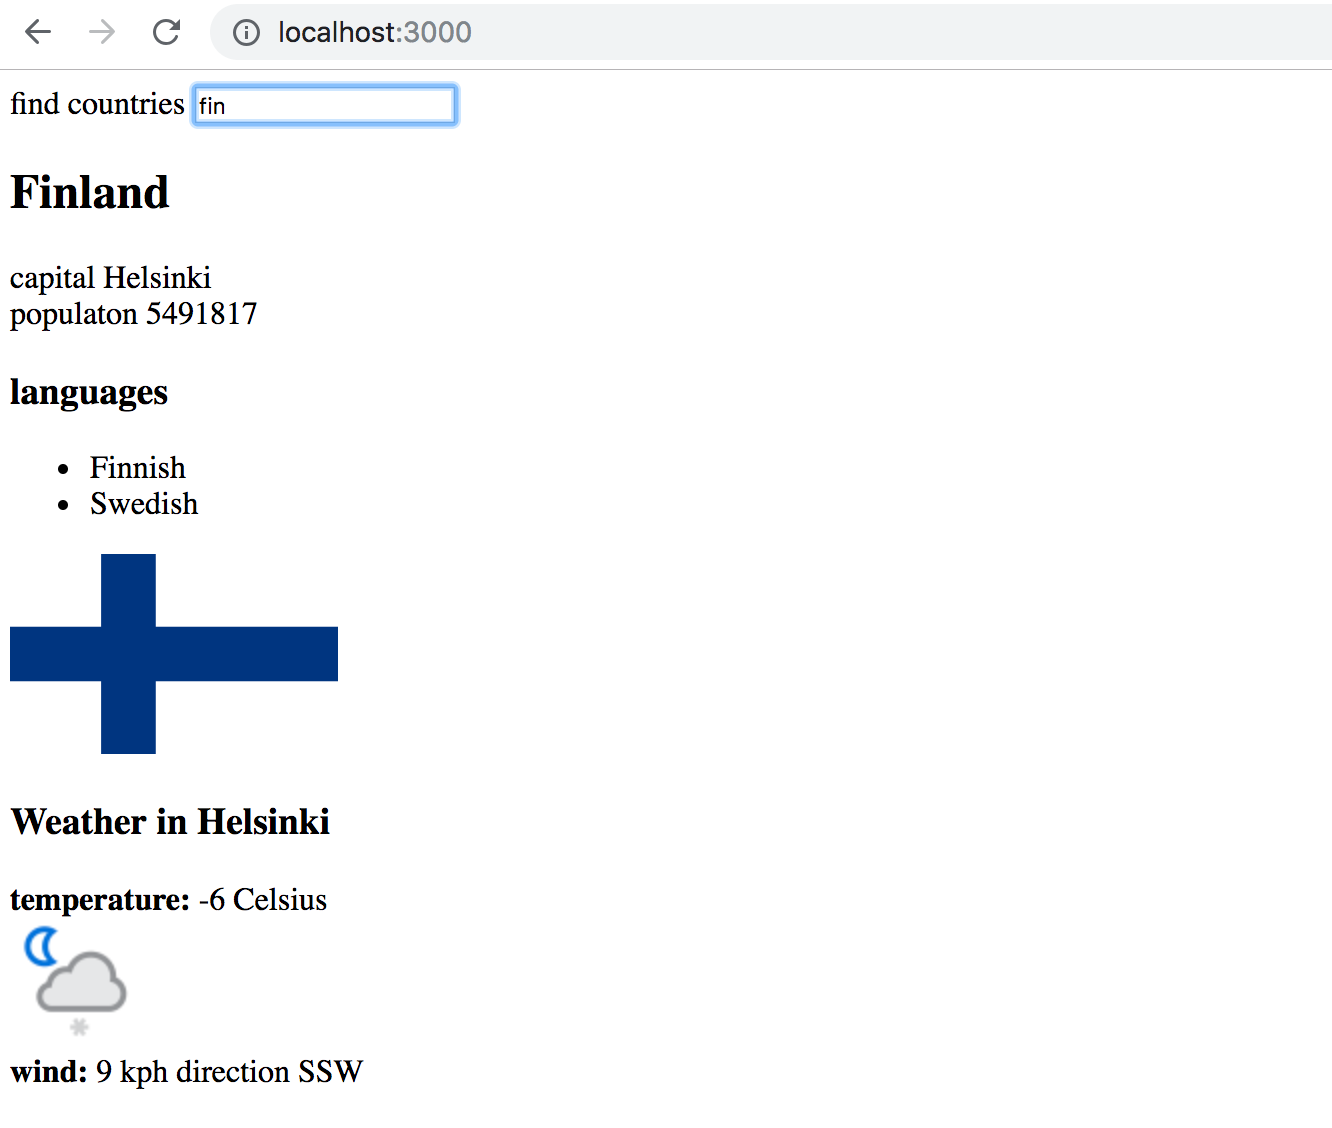 localhost:3000
find countries fin
Finland
capital Helsinki
populaton 5491817
languages
• Finnish
• Swedish
Weather in Helsinki
temperature: -6 Celsius
wind: 9 kph direction SSW